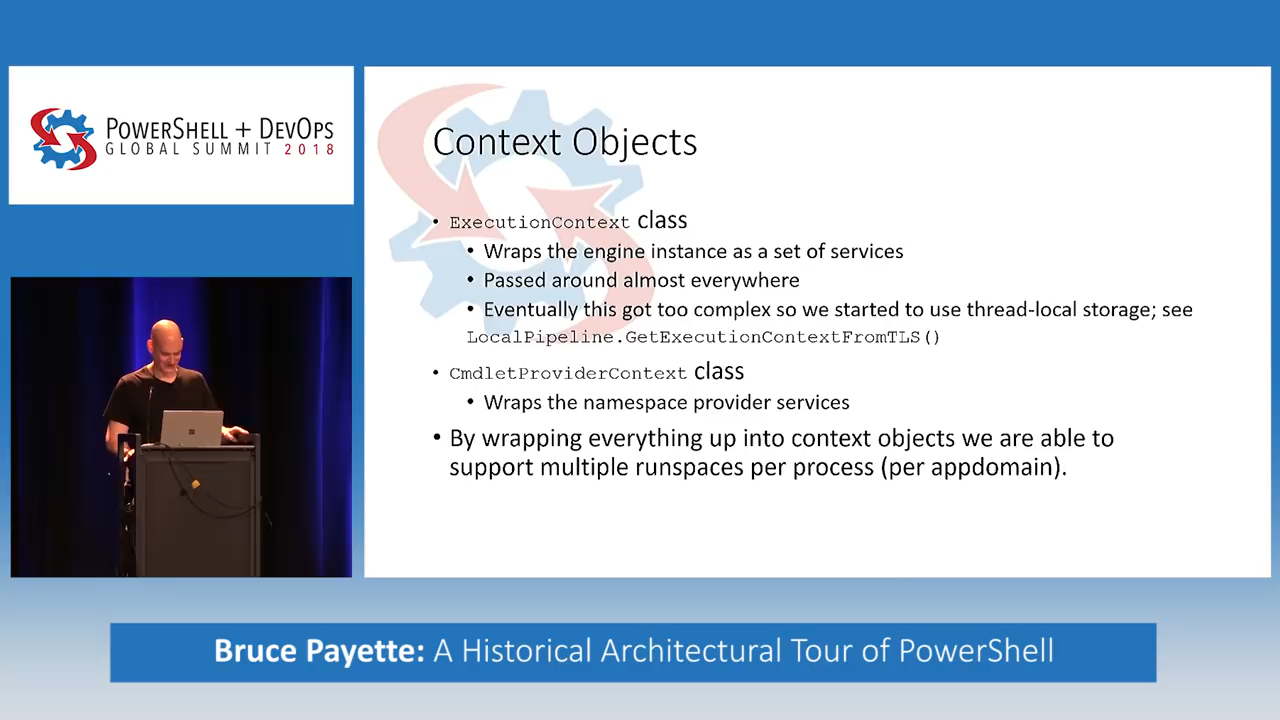 POWERSHELL + DEVOPS
GLOBAL SUMMIT 2018
Context Objects
• ExecutionContext class
• Wraps the engine instance as a set of services
• Passed around almost everywhere
• Eventually this got too complex so we started to use thread-local storage; see
LocalPipeline.GetExecutionContextFromTLS()
• CmdletProviderContext class
• Wraps the namespace provider services
• By wrapping everything up into context objects we are able to
support multiple runspaces per process (per appdomain).
Bruce Payette: A Historical Architectural Tour of PowerShell